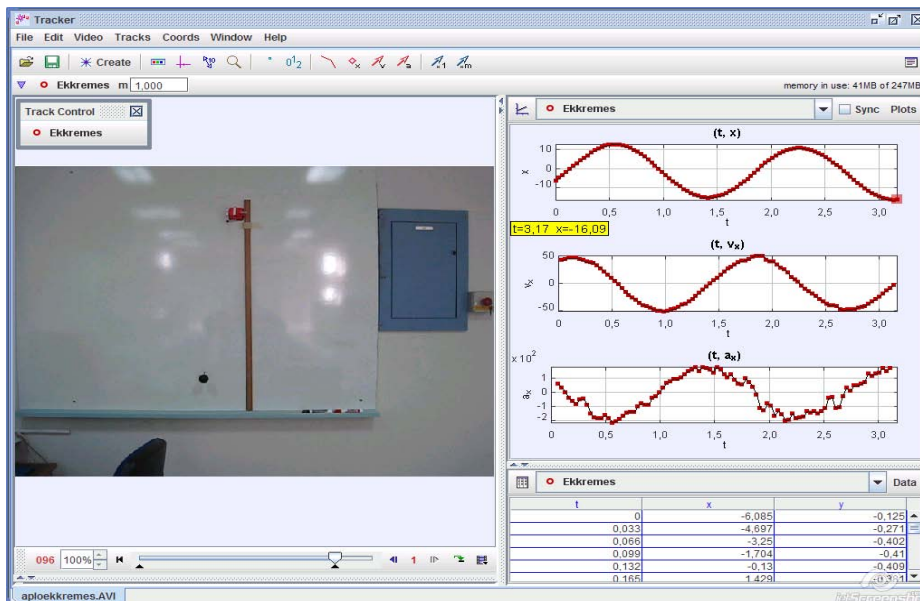 Tracker
File Edit Video Tracks Coords Window Help
Create
Ekkremes m 1,000
memory in use: 41MB of 247MB
Track Control
Ekkremes
Ekkremes
Sync Plots
(t, x)
10
0
-10
x
0 0,5 1,0 1,5 2,0 2,5 3,0
t
t=3,17 x=-16,09
(t, vₓ)
50
0
-50
vₓ
0 0,5 1,0 1,5 2,0 2,5 3,0
t
(t, aₓ)
x 10²
1
0
-1
-2
aₓ
0 0,5 1,0 1,5 2,0 2,5 3,0
t
Ekkremes
Data
t x y
0 -6,085 -0,125
0,033 -4,697 -0,271
0,066 -3,25 -0,402
0,099 -1,704 -0,41
0,132 -0,13 -0,409
0,165 1,429
096 100%
1
aploekkremes.AVI